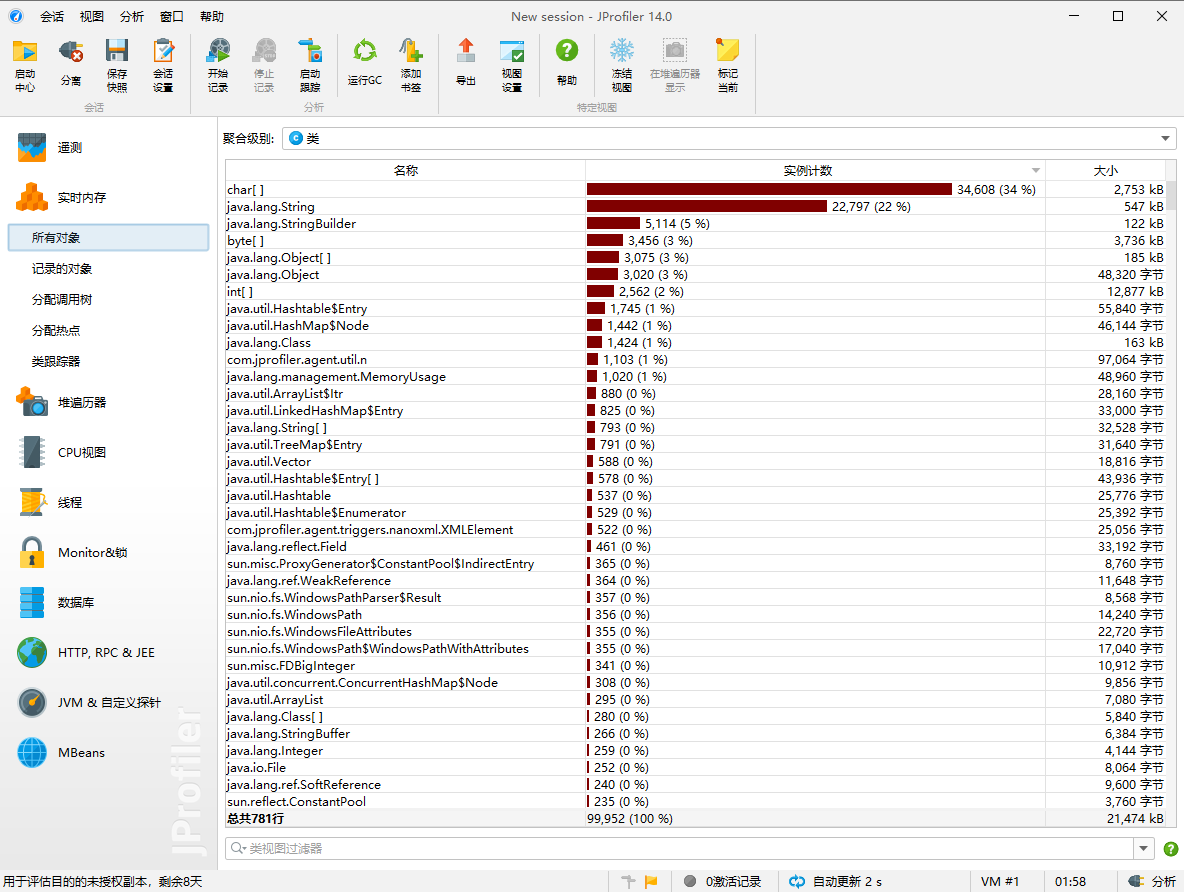 会话 视图 分析 窗口 帮助 New session - JProfiler 14.0
启动中心 分离 保存快照 会话设置 开始记录 停止记录 启动跟踪 运行GC 添加书签 导出 视图设置 帮助 冻结视图 在堆遍历器显示 标记当前
会话 分析 特定视图
遥测
实时内存
所有对象
记录的对象
分配调用树
分配热点
类跟踪器
堆遍历器
CPU视图
线程
Monitor&锁
数据库
HTTP, RPC & JEE
JVM & 自定义探针
MBeans
JProfiler
聚合级别: C 类
名称 实例计数 大小
char[ ] 34,608 (34 %) 2,753 kB
java.lang.String 22,797 (22 %) 547 kB
java.lang.StringBuilder 5,114 (5 %) 122 kB
byte[ ] 3,456 (3 %) 3,736 kB
java.lang.Object[ ] 3,075 (3 %) 185 kB
java.lang.Object 3,020 (3 %) 48,320 字节
int[ ] 2,562 (2 %) 12,877 kB
java.util.Hashtable$Entry 1,745 (1 %) 55,840 字节
java.util.HashMap$Node 1,442 (1 %) 46,144 字节
java.lang.Class 1,424 (1 %) 163 kB
com.jprofiler.agent.util.n 1,103 (1 %) 97,064 字节
java.lang.management.MemoryUsage 1,020 (1 %) 48,960 字节
java.util.ArrayList$Itr 880 (0 %) 28,160 字节
java.util.LinkedHashMap$Entry 825 (0 %) 33,000 字节
java.lang.String[ ] 793 (0 %) 32,528 字节
java.util.TreeMap$Entry 791 (0 %) 31,640 字节
java.util.Vector 588 (0 %) 18,816 字节
java.util.Hashtable$Entry[ ] 578 (0 %) 43,936 字节
java.util.Hashtable 537 (0 %) 25,776 字节
java.util.Hashtable$Enumerator 529 (0 %) 25,392 字节
com.jprofiler.agent.triggers.nanoxml.XMLElement 522 (0 %) 25,056 字节
java.lang.reflect.Field 461 (0 %) 33,192 字节
sun.misc.ProxyGenerator$ConstantPool$IndirectEntry 365 (0 %) 8,760 字节
java.lang.ref.WeakReference 364 (0 %) 11,648 字节
sun.nio.fs.WindowsPathParser$Result 357 (0 %) 8,568 字节
sun.nio.fs.WindowsPath 356 (0 %) 14,240 字节
sun.nio.fs.WindowsFileAttributes 355 (0 %) 22,720 字节
sun.nio.fs.WindowsPath$WindowsPathWithAttributes 355 (0 %) 17,040 字节
sun.misc.FDBigInteger 341 (0 %) 10,912 字节
java.util.concurrent.ConcurrentHashMap$Node 308 (0 %) 9,856 字节
java.util.ArrayList 295 (0 %) 7,080 字节
java.lang.Class[ ] 280 (0 %) 5,840 字节
java.lang.StringBuffer 266 (0 %) 6,384 字节
java.lang.Integer 259 (0 %) 4,144 字节
java.io.File 252 (0 %) 8,064 字节
java.lang.ref.SoftReference 240 (0 %) 9,600 字节
sun.reflect.ConstantPool 235 (0 %) 3,760 字节
总共781行 99,952 (100 %) 21,474 kB
类视图过滤器
用于评估目的的未授权副本，剩余8天 0激活记录 自动更新 2 s VM #1 01:58 分析